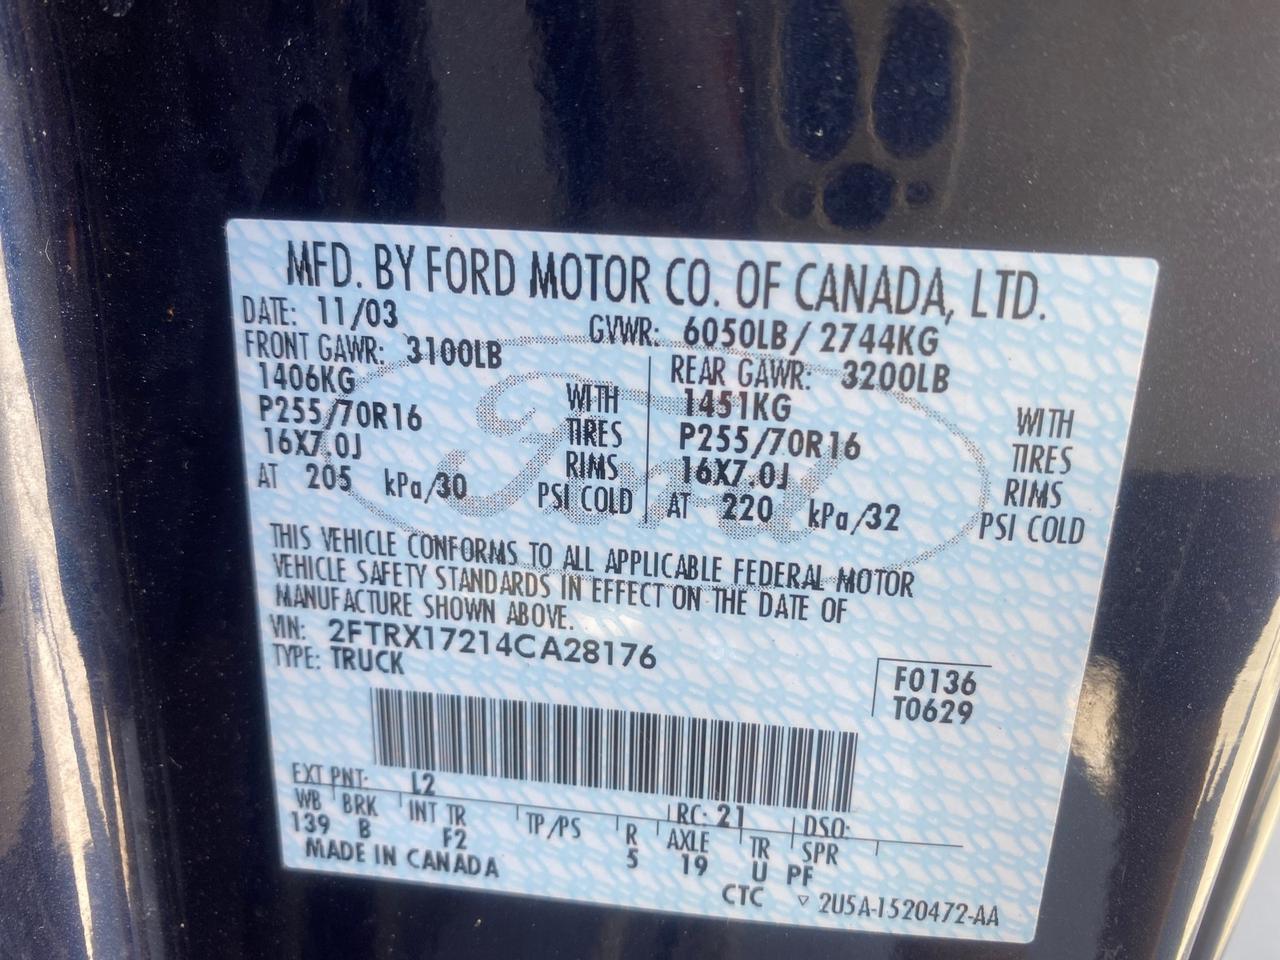 MFD. BY FORD MOTOR CO. OF CANADA, LTD.
DATE: 11/03 GVWR: 6050LB/ 2744KG
FRONT GAWR: 3100LB REAR GAWR: 3200LB
1406KG WITH 1451KG WITH
P255/70R16 TIRES P255/70R16 TIRES
16X7.0J RIMS 16X7.0J RIMS
AT 205 kPa/30 PSI COLD AT 220 kPa/32 PSI COLD
THIS VEHICLE CONFORMS TO ALL APPLICABLE FEDERAL MOTOR
VEHICLE SAFETY STANDARDS IN EFFECT ON THE DATE OF
MANUFACTURE SHOWN ABOVE.
VIN: 2FTRX17214CA28176
TYPE: TRUCK
F0136
T0629
EXT PNT: L2 RC: 21 DSO:
WB BRK INT TR TP/PS R AXLE TR SPR
139 B F2 5 19 U PF
MADE IN CANADA
CTC ▽ 2U5A-1520472-AA
Ford